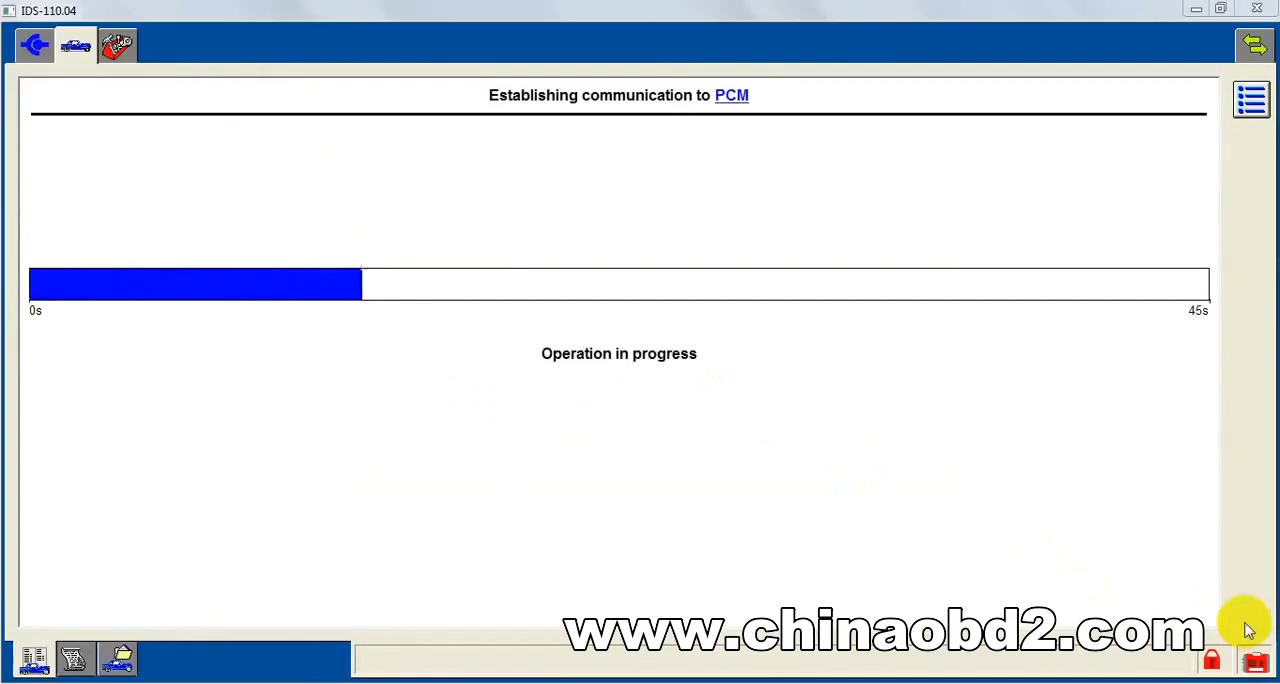 IDS-110.04
Establishing communication to PCM
0s
45s
Operation in progress
www.chinaobd2.com